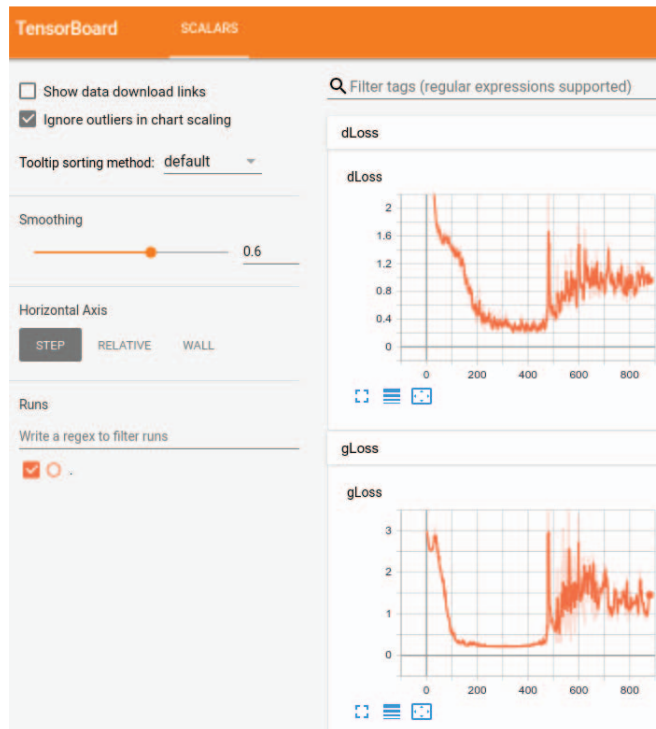 TensorBoard SCALARS
Show data download links
Ignore outliers in chart scaling
Tooltip sorting method: default
Smoothing
0.6
Horizontal Axis
STEP RELATIVE WALL
Runs
Write a regex to filter runs
.
Filter tags (regular expressions supported)
dLoss
dLoss
2
1.6
1.2
0.8
0.4
0
0 200 400 600 800
gLoss
gLoss
3
2
1
0
0 200 400 600 800